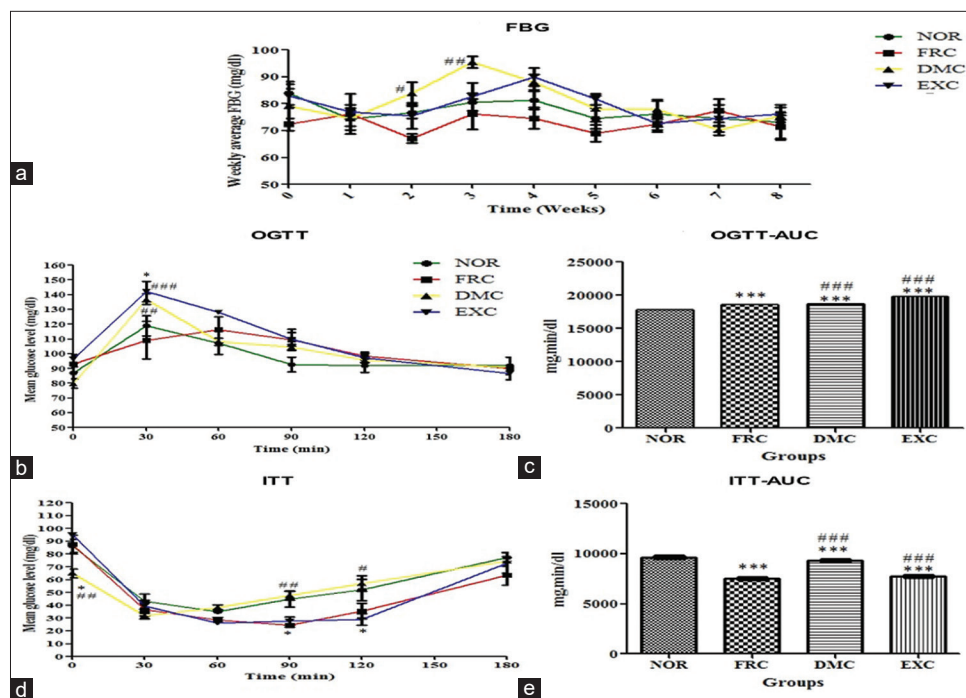 FBG
Weekly average FBG (mg/dl)
100
90
80
70
60
50
##
#
0 1 2 3 4 5 6 7 8
Time (Weeks)
NOR
FRC
DMC
EXC
a
OGTT
Mean glucose level (mg/dl)
160
150
140
130
120
110
100
90
80
70
60
50
*
###
##
0 30 60 90 120 150 180
Time (min)
NOR
FRC
DMC
EXC
b
OGTT-AUC
mgmin/dl
25000
20000
15000
10000
5000
0
***
###
***
###
***
NOR FRC DMC EXC
Groups
c
ITT
Mean glucose level (mg/dl)
120
110
100
90
80
70
60
50
40
30
20
10
0
*
##
##
#
*
*
0 30 60 90 120 150 180
Time (min)
d
ITT-AUC
mgmin/dl
15000
10000
5000
0
***
###
***
###
***
NOR FRC DMC EXC
Groups
e